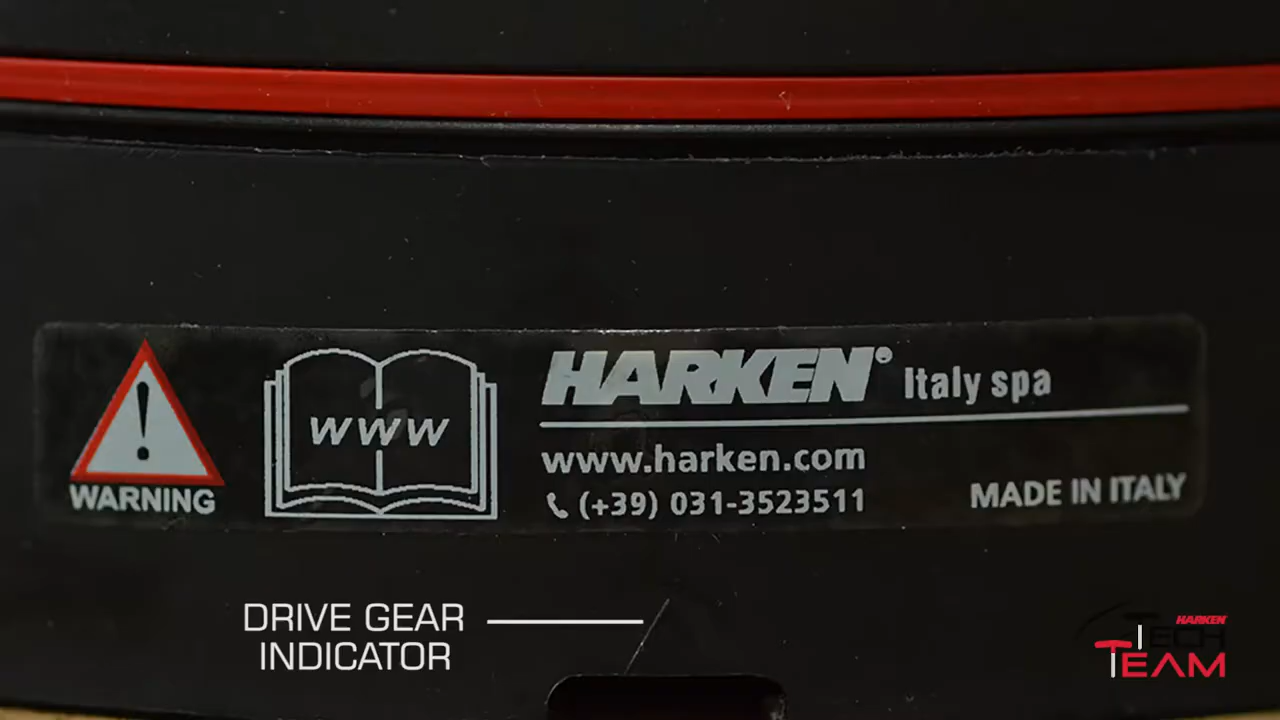 WARNING
www
HARKEN® Italy spa
www.harken.com
(+39) 031-3523511
MADE IN ITALY
DRIVE GEAR
INDICATOR
HARKEN
TECH
TEAM